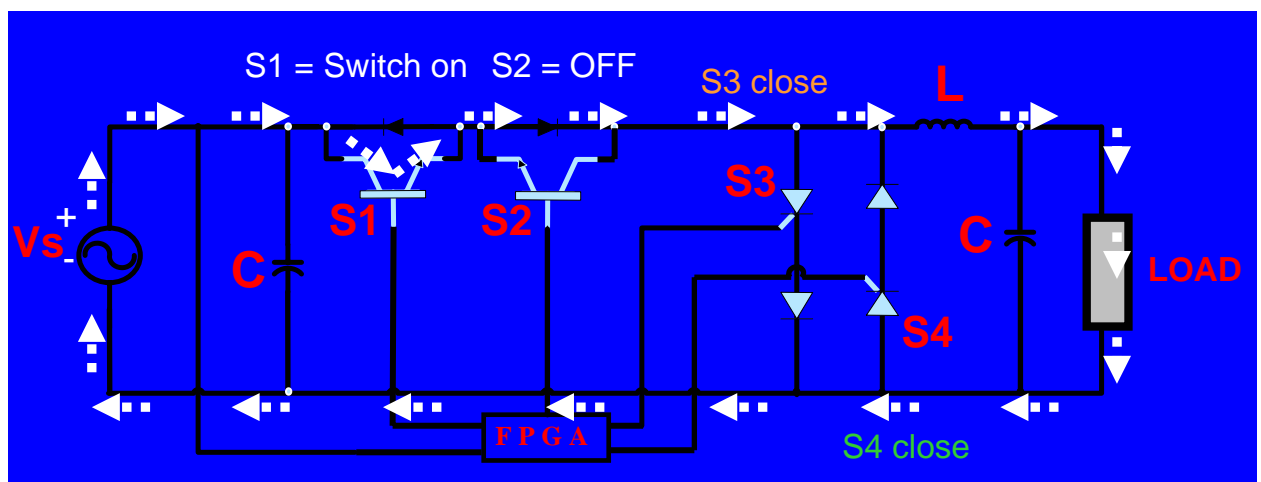 S1 = Switch on S2 = OFF
S3 close
L
S3
S1
S2
+
Vs
-
C
C
LOAD
S4
FPGA
S4 close